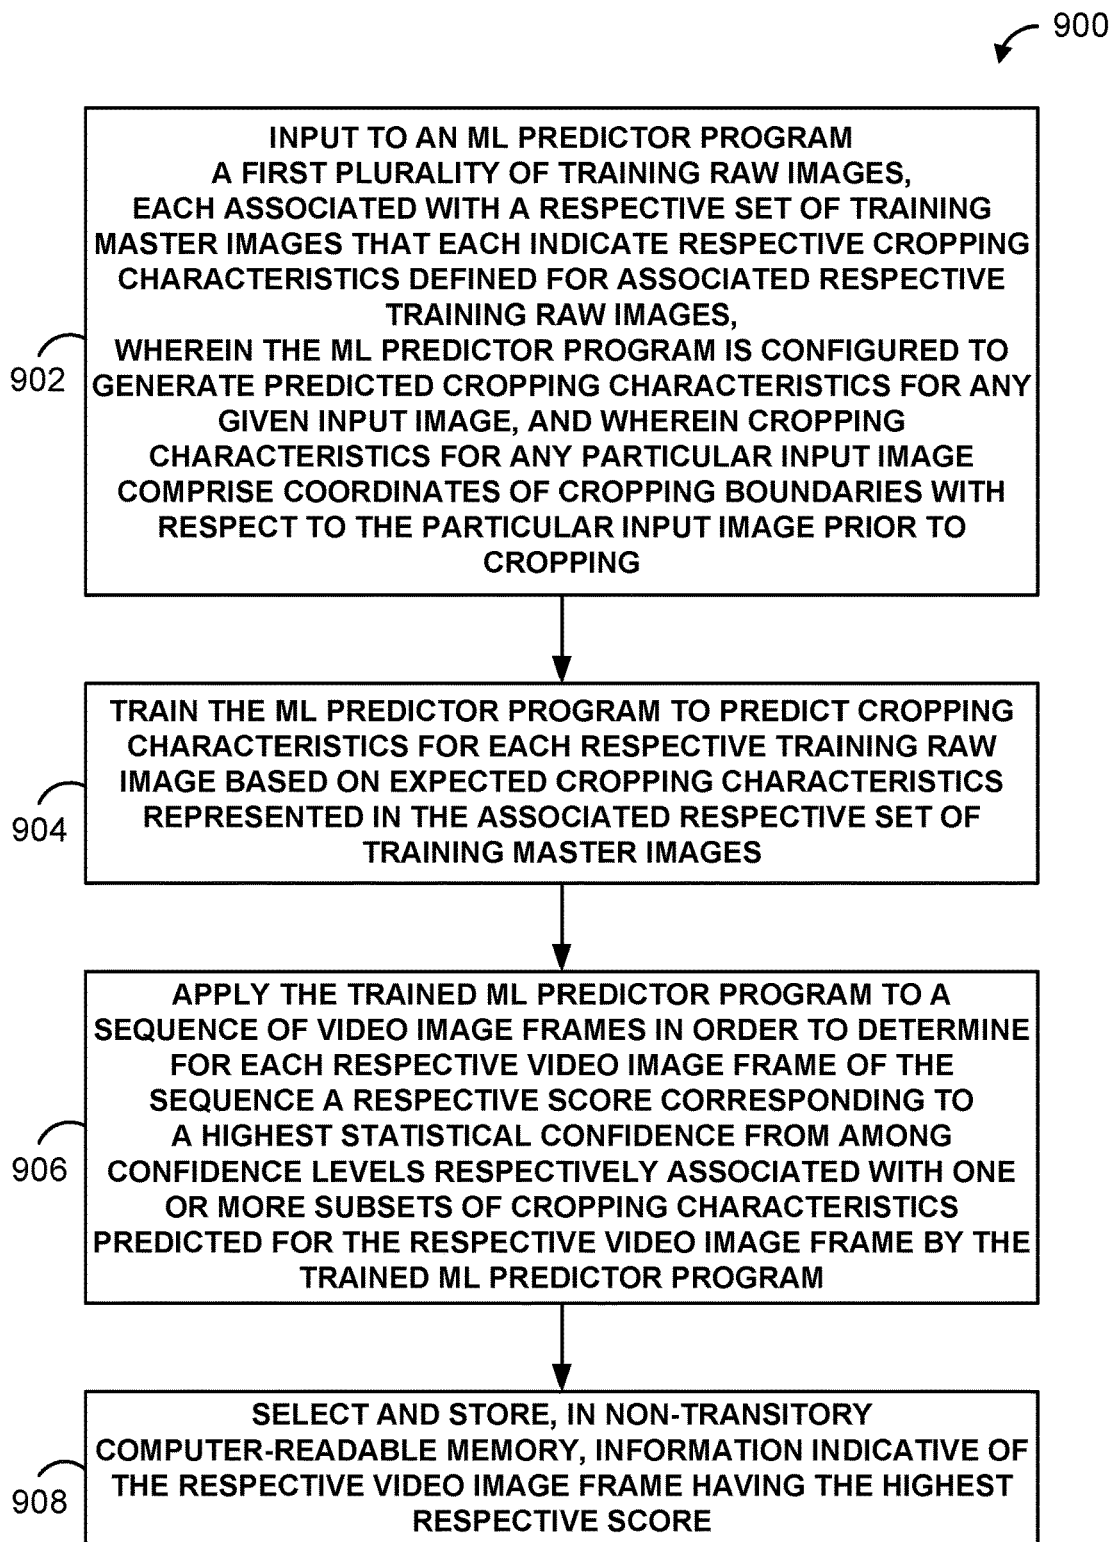 900
INPUT TO AN ML PREDICTOR PROGRAM
A FIRST PLURALITY OF TRAINING RAW IMAGES,
EACH ASSOCIATED WITH A RESPECTIVE SET OF TRAINING
MASTER IMAGES THAT EACH INDICATE RESPECTIVE CROPPING
CHARACTERISTICS DEFINED FOR ASSOCIATED RESPECTIVE
TRAINING RAW IMAGES,
WHEREIN THE ML PREDICTOR PROGRAM IS CONFIGURED TO
GENERATE PREDICTED CROPPING CHARACTERISTICS FOR ANY
GIVEN INPUT IMAGE, AND WHEREIN CROPPING
CHARACTERISTICS FOR ANY PARTICULAR INPUT IMAGE
COMPRISE COORDINATES OF CROPPING BOUNDARIES WITH
RESPECT TO THE PARTICULAR INPUT IMAGE PRIOR TO
CROPPING
902
TRAIN THE ML PREDICTOR PROGRAM TO PREDICT CROPPING
CHARACTERISTICS FOR EACH RESPECTIVE TRAINING RAW
IMAGE BASED ON EXPECTED CROPPING CHARACTERISTICS
REPRESENTED IN THE ASSOCIATED RESPECTIVE SET OF
TRAINING MASTER IMAGES
904
APPLY THE TRAINED ML PREDICTOR PROGRAM TO A
SEQUENCE OF VIDEO IMAGE FRAMES IN ORDER TO DETERMINE
FOR EACH RESPECTIVE VIDEO IMAGE FRAME OF THE
SEQUENCE A RESPECTIVE SCORE CORRESPONDING TO
A HIGHEST STATISTICAL CONFIDENCE FROM AMONG
CONFIDENCE LEVELS RESPECTIVELY ASSOCIATED WITH ONE
OR MORE SUBSETS OF CROPPING CHARACTERISTICS
PREDICTED FOR THE RESPECTIVE VIDEO IMAGE FRAME BY THE
TRAINED ML PREDICTOR PROGRAM
906
SELECT AND STORE, IN NON-TRANSITORY
COMPUTER-READABLE MEMORY, INFORMATION INDICATIVE OF
THE RESPECTIVE VIDEO IMAGE FRAME HAVING THE HIGHEST
RESPECTIVE SCORE
908